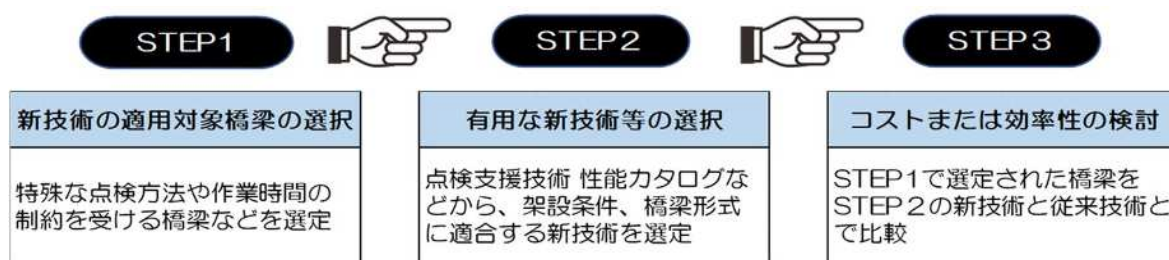 STEP1
STEP2
STEP3
新技術の適用対象橋梁の選択
特殊な点検方法や作業時間の
制約を受ける橋梁などを選定
有用な新技術等の選択
点検支援技術 性能カタログな
どから、架設条件、橋梁形式
に適合する新技術を選定
コストまたは効率性の検討
STEP1で選定された橋梁を
STEP2の新技術と従来技術と
で比較